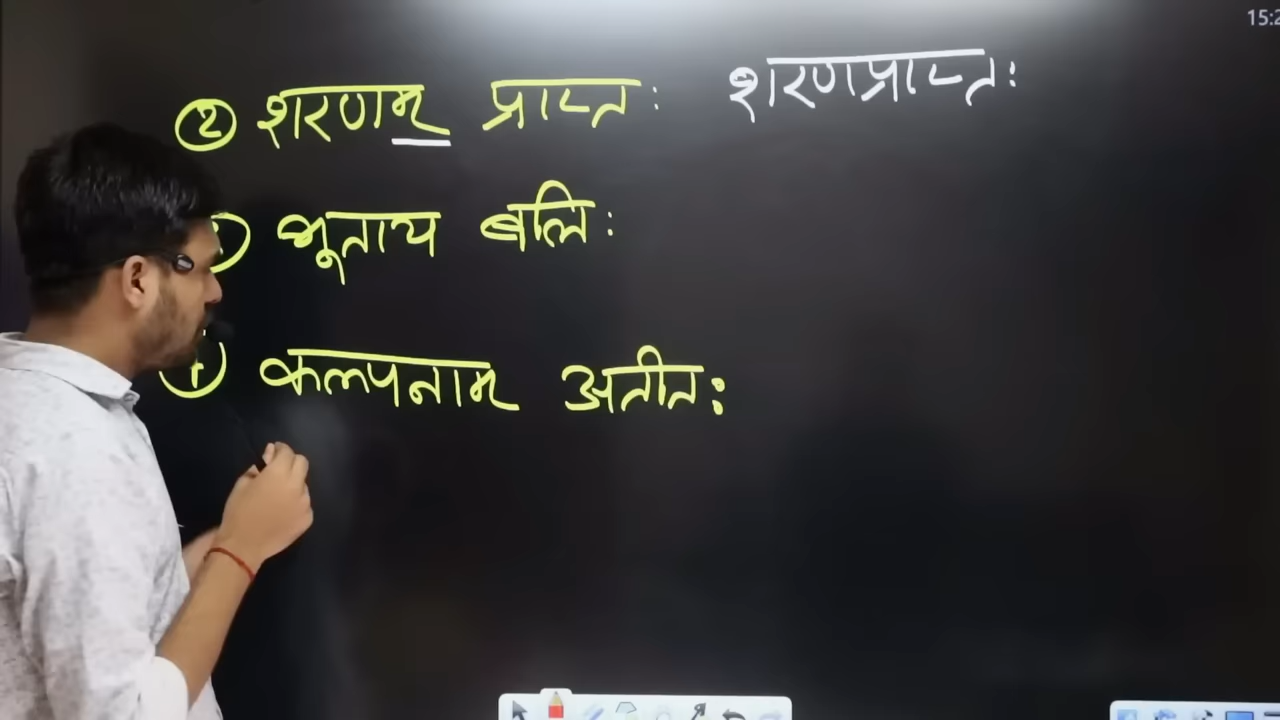 15:2
② शरणम् प्राप्तः शरणप्राप्तः
भूताय बलिः
कल्पनाम् अतीतः